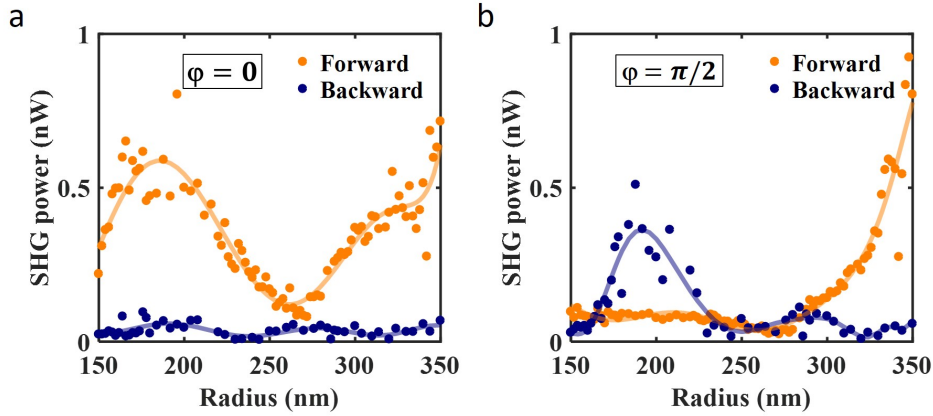 a
1
φ = 0
Forward
Backward
SHG power (nW)
0.5
0
150 200 250 300 350
Radius (nm)
b
1
φ = π/2
Forward
Backward
SHG power (nW)
0.5
0
150 200 250 300 350
Radius (nm)